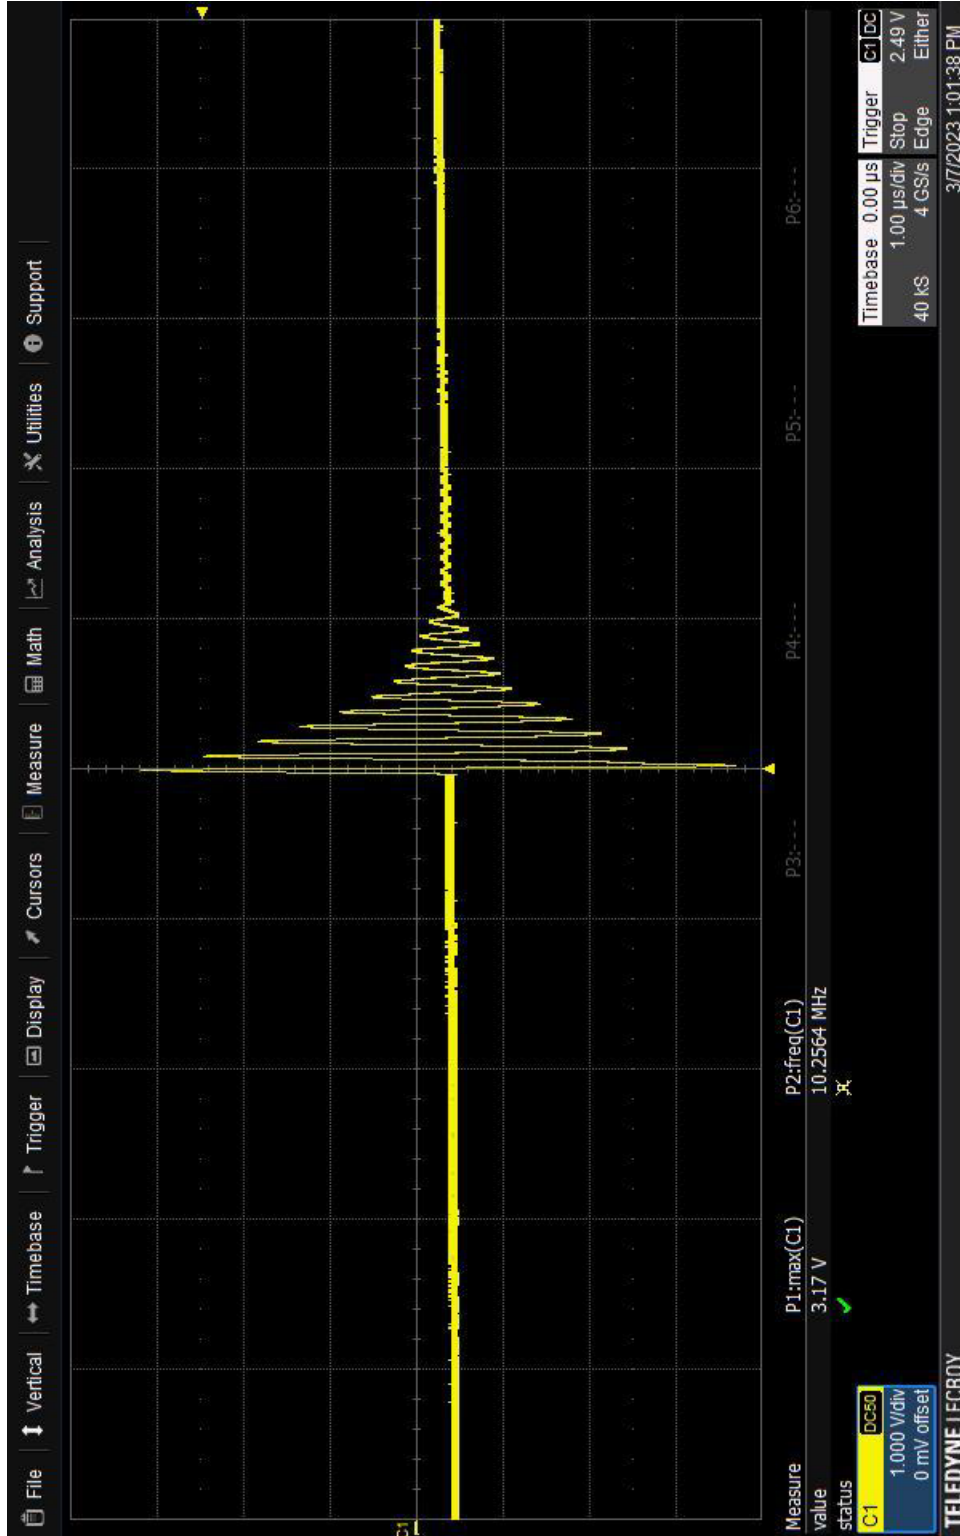 File Vertical Timebase Trigger Display Cursors Measure Math Analysis Utilities Support
C1
Measure P1:max(C1) P2:freq(C1) P3:--- P4:--- P5:--- P6:---
value 3.17 V 10.2564 MHz
status
C1 DC50
1.000 V/div
0 mV offset
Timebase 0.00 µs
1.00 µs/div
40 kS 4 GS/s
Trigger C1 DC
Stop 2.49 V
Edge Either
TELEDYNE LECROY 3/7/2023 1:01:38 PM